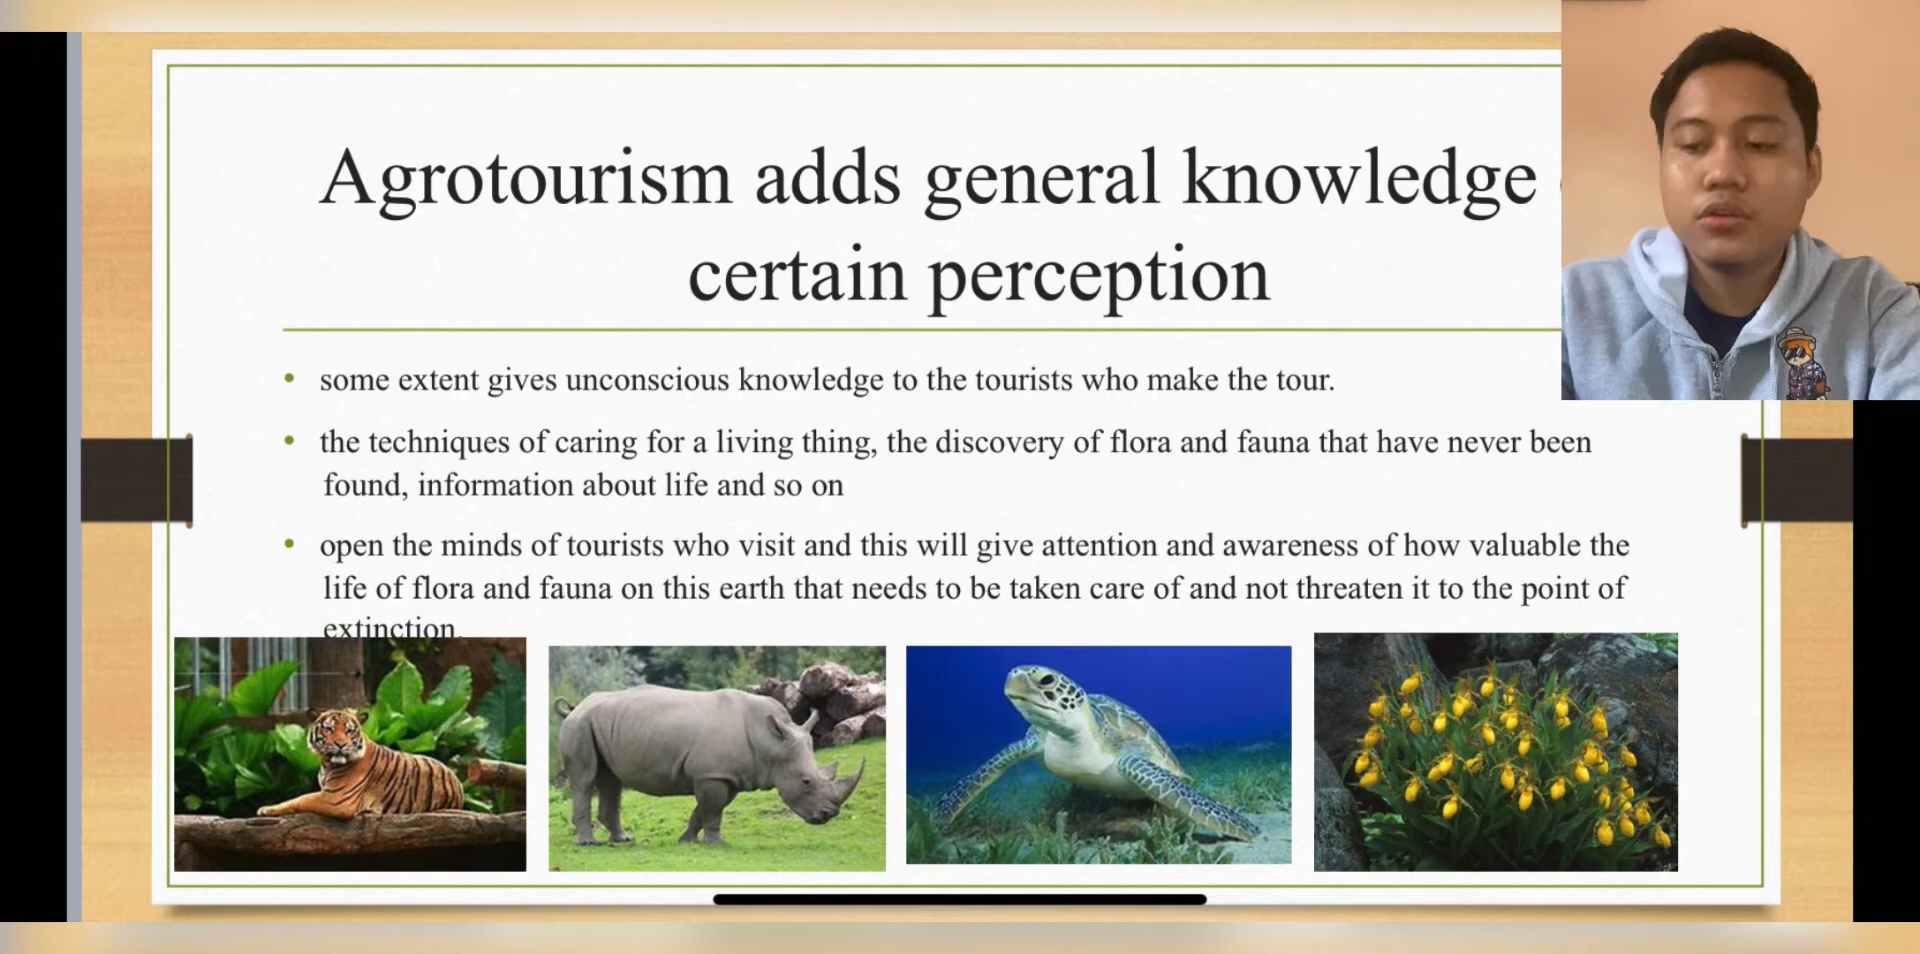 Agrotourism adds general knowledge
certain perception
• some extent gives unconscious knowledge to the tourists who make the tour.
• the techniques of caring for a living thing, the discovery of flora and fauna that have never been
found, information about life and so on
• open the minds of tourists who visit and this will give attention and awareness of how valuable the
life of flora and fauna on this earth that needs to be taken care of and not threaten it to the point of
extinction.